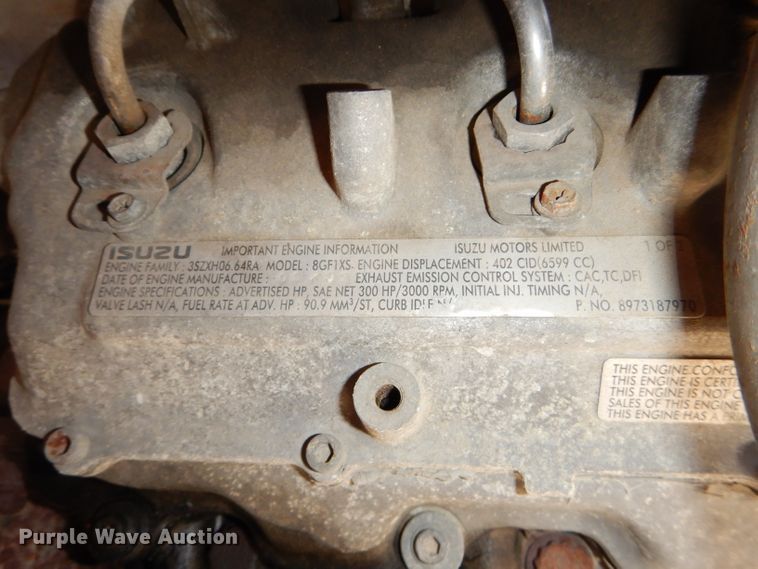 ISUZU IMPORTANT ENGINE INFORMATION ISUZU MOTORS LIMITED 1 OF 2
ENGINE FAMILY : 3SZXH06.64RA MODEL : 8GF1XS- ENGINE DISPLACEMENT : 402 CID(6599 CC)
DATE OF ENGINE MANUFACTURE : EXHAUST EMISSION CONTROL SYSTEM : CAC,TC,DFI
ENGINE SPECIFICATIONS : ADVERTISED HP, SAE NET 300 HP/3000 RPM, INITIAL INJ. TIMING N/A,
VALVE LASH N/A, FUEL RATE AT ADV. HP : 90.9 MM³/ST, CURB IDLE P. NO. 8973187970
THIS ENGINE
THIS ENGINE IS
THIS ENGINE IS NOT
SALES OF THIS ENGINE
THIS ENGINE HAS A
Purple Wave Auction